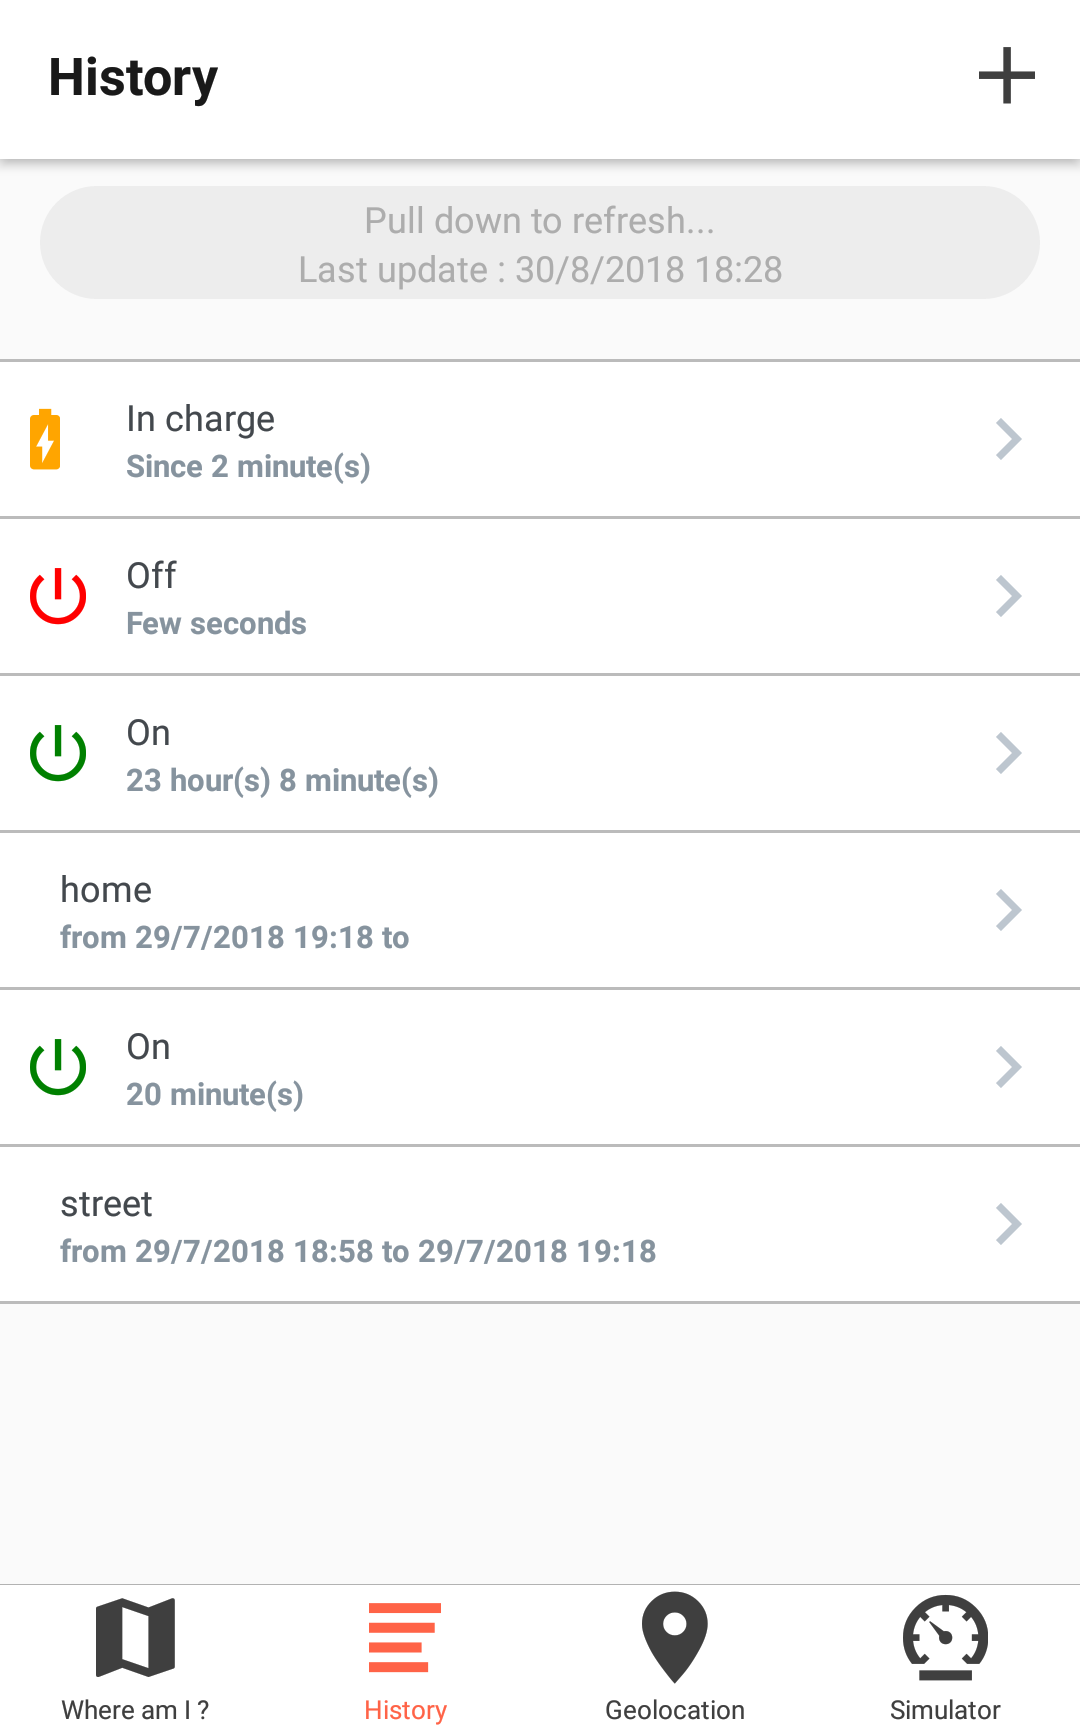 History
Pull down to refresh...
Last update : 30/8/2018 18:28
In charge
Since 2 minute(s)
Off
Few seconds
On
23 hour(s) 8 minute(s)
home
from 29/7/2018 19:18 to
On
20 minute(s)
street
from 29/7/2018 18:58 to 29/7/2018 19:18
Where am I ?
History
Geolocation
Simulator